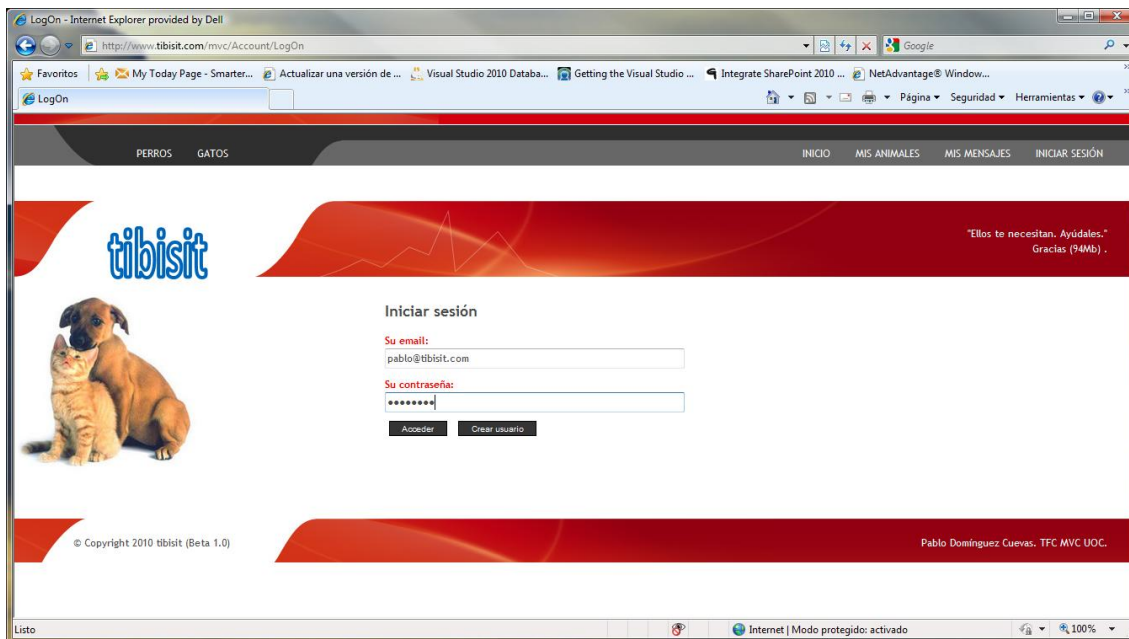 LogOn - Internet Explorer provided by Dell
http://www.tibisit.com/mvc/Account/LogOn
Google
Favoritos My Today Page - Smarter... Actualizar una versión de ... Visual Studio 2010 Databa... Getting the Visual Studio ... Integrate SharePoint 2010 ... NetAdvantage® Window...
LogOn Página Seguridad Herramientas
PERROS GATOS INICIO MIS ANIMALES MIS MENSAJES INICIAR SESIÓN
tibisit
"Ellos te necesitan. Ayúdales."
Gracias (94Mb) .
Iniciar sesión
Su email:
pablo@tibisit.com
Su contraseña:
••••••••
Acceder Crear usuario
© Copyright 2010 tibisit (Beta 1.0) Pablo Domínguez Cuevas. TFC MVC UOC.
Listo Internet | Modo protegido: activado 100%